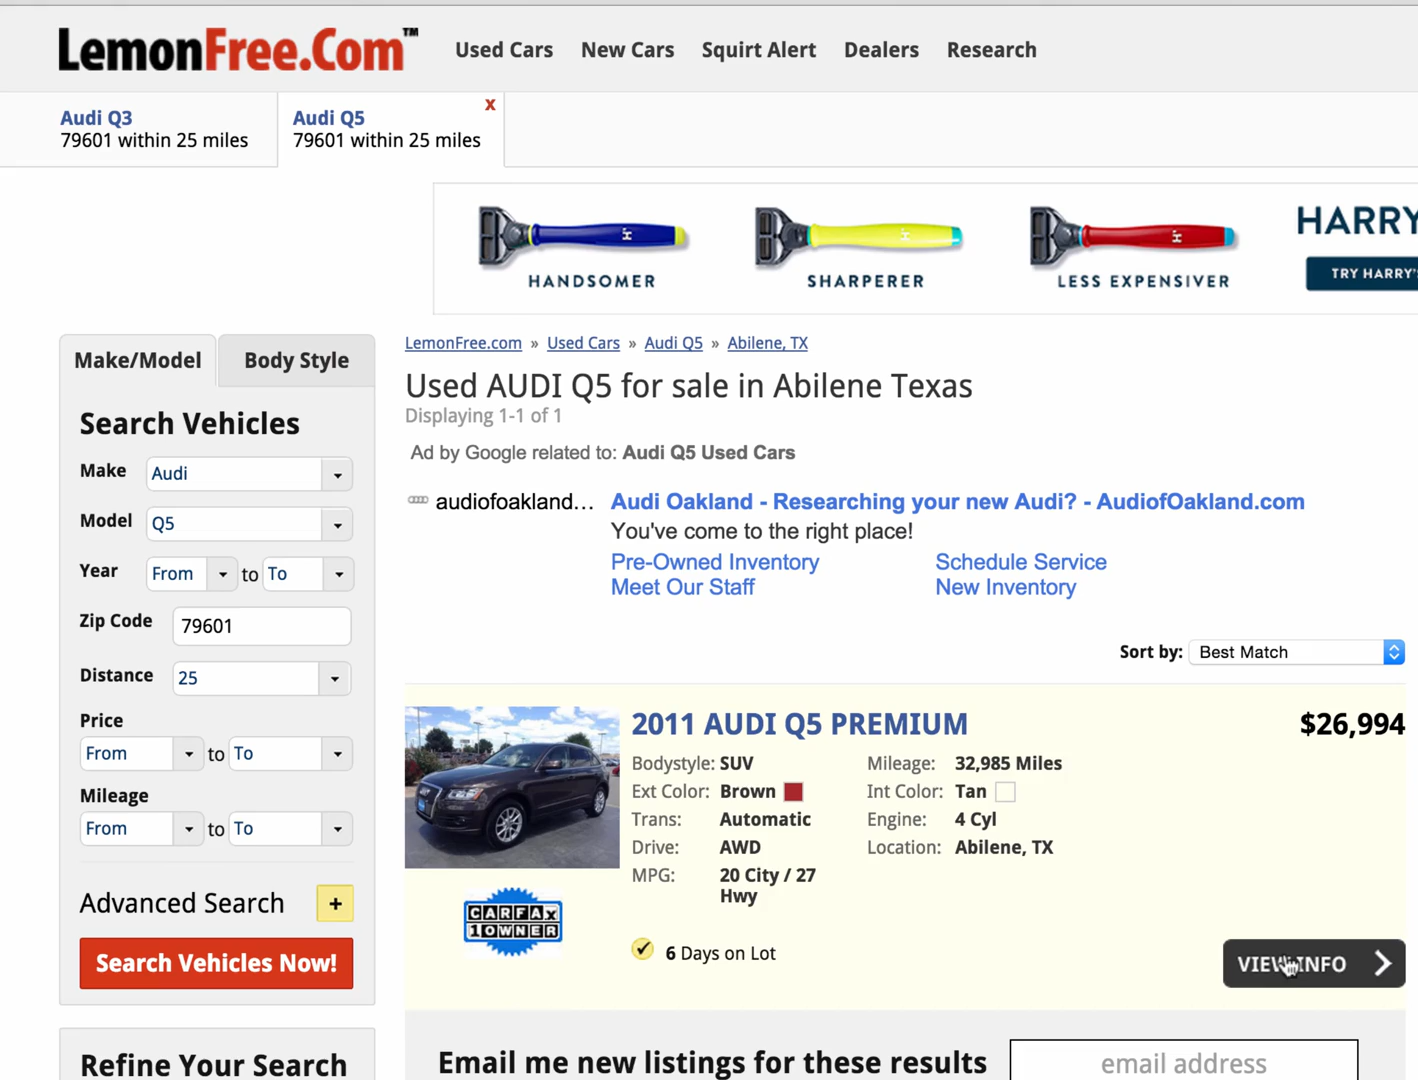 LemonFree.Com™
Used Cars New Cars Squirt Alert Dealers Research
Audi Q3
79601 within 25 miles
Audi Q5 x
79601 within 25 miles
HANDSOMER
SHARPERER
LESS EXPENSIVER
HARRY'
TRY HARRY'S
LemonFree.com » Used Cars » Audi Q5 » Abilene, TX
Used AUDI Q5 for sale in Abilene Texas
Displaying 1-1 of 1
Ad by Google related to: Audi Q5 Used Cars
audiofoakland... Audi Oakland - Researching your new Audi? - AudiofOakland.com
You've come to the right place!
Pre-Owned Inventory Schedule Service
Meet Our Staff New Inventory
Make/Model Body Style
Search Vehicles
Make Audi
Model Q5
Year From to To
Zip Code 79601
Distance 25
Price
From to To
Mileage
From to To
Advanced Search +
Search Vehicles Now!
Refine Your Search
Sort by: Best Match
2011 AUDI Q5 PREMIUM $26,994
Bodystyle: SUV Mileage: 32,985 Miles
Ext Color: Brown Int Color: Tan
Trans: Automatic Engine: 4 Cyl
Drive: AWD Location: Abilene, TX
MPG: 20 City / 27
Hwy
CARFAX
1 OWNER
6 Days on Lot
VIEW INFO
Email me new listings for these results email address